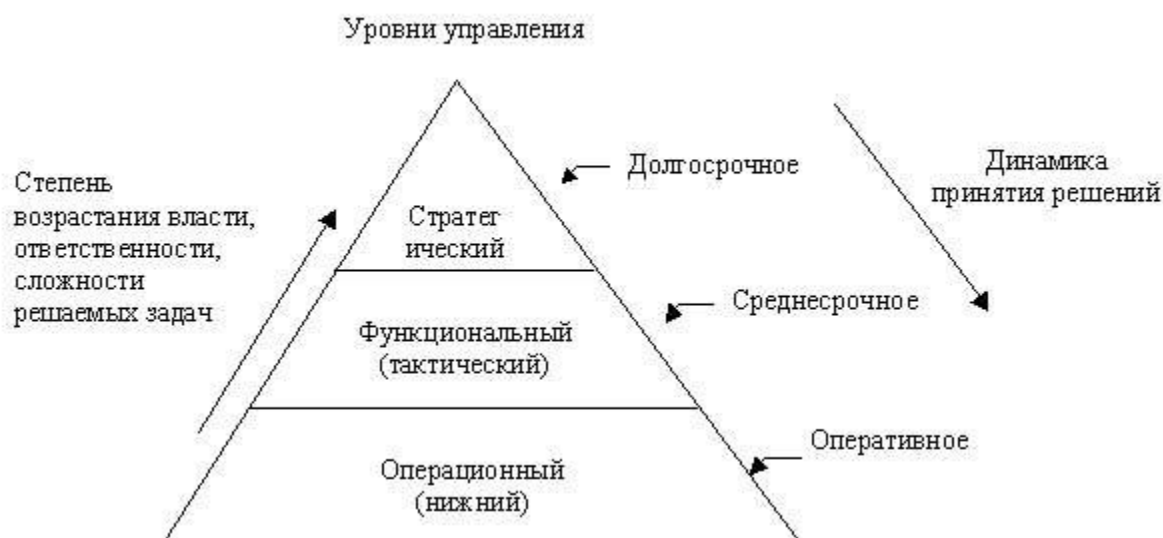 Уровни управления
Степень
возрастания власти,
ответственности,
сложности
решаемых задач
Долгосрочное
Динамика
принятия решений
Стратег
ический
Среднесрочное
Функциональный
(тактический)
Оперативное
Операционный
(нижний)